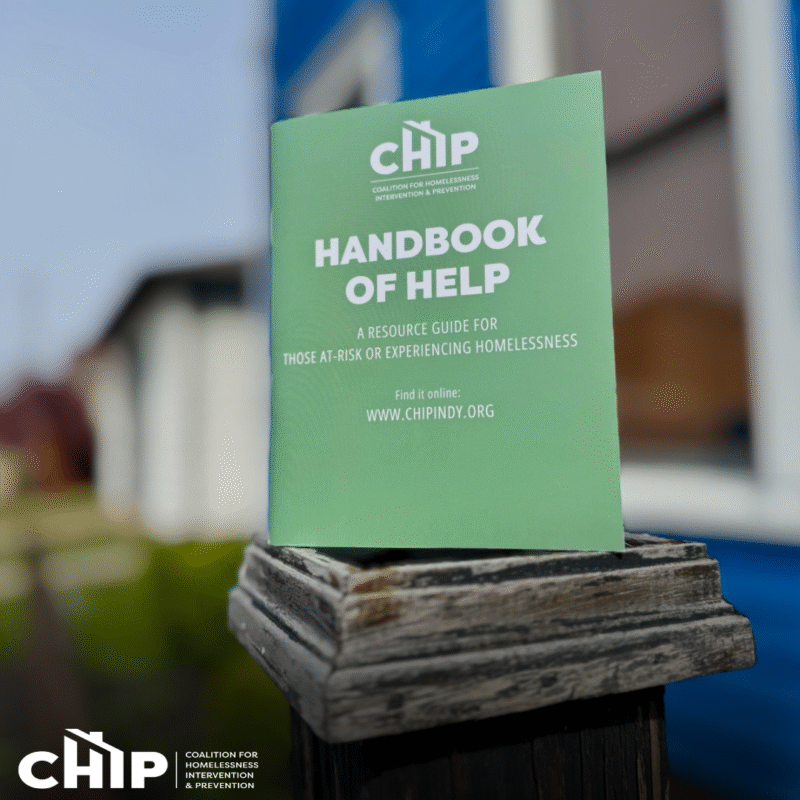 CHIP
COALITION FOR HOMELESSNESS
INTERVENTION & PREVENTION
HANDBOOK
OF HELP
A RESOURCE GUIDE FOR
THOSE AT-RISK OR EXPERIENCING HOMELESSNESS
Find it online:
WWW.CHIPINDY.ORG
CHIP
COALITION FOR
HOMELESSNESS
INTERVENTION
& PREVENTION